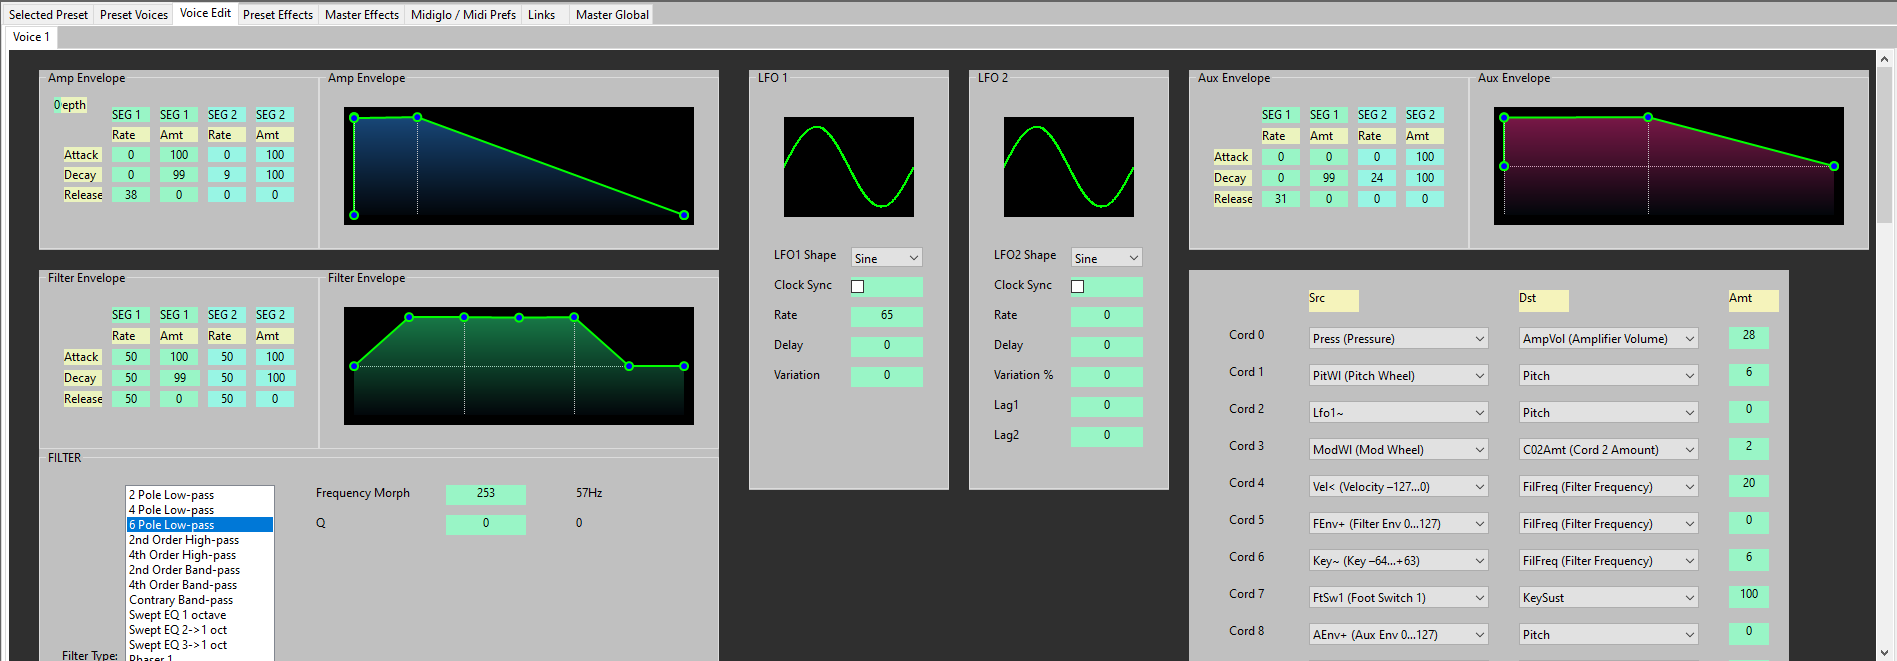 Selected Preset Preset Voices Voice Edit Preset Effects Master Effects Midiglo / Midi Prefs Links Master Global
Voice 1
Amp Envelope
0epth
SEG 1 SEG 1 SEG 2 SEG 2
Rate Amt Rate Amt
Attack 0 100 0 100
Decay 0 99 9 100
Release 38 0 0 0
Amp Envelope
Filter Envelope
SEG 1 SEG 1 SEG 2 SEG 2
Rate Amt Rate Amt
Attack 50 100 50 100
Decay 50 99 50 100
Release 50 0 50 0
Filter Envelope
FILTER
2 Pole Low-pass
4 Pole Low-pass
6 Pole Low-pass
2nd Order High-pass
4th Order High-pass
2nd Order Band-pass
4th Order Band-pass
Contrary Band-pass
Swept EQ 1 octave
Swept EQ 2->1 oct
Swept EQ 3->1 oct
Phaser 1
Filter Type:
Frequency Morph 253 57Hz
Q 0 0
LFO 1
LFO1 Shape Sine
Clock Sync
Rate 65
Delay 0
Variation 0
LFO 2
LFO2 Shape Sine
Clock Sync
Rate 0
Delay 0
Variation % 0
Lag1 0
Lag2 0
Aux Envelope
SEG 1 SEG 1 SEG 2 SEG 2
Rate Amt Rate Amt
Attack 0 0 0 100
Decay 0 99 24 100
Release 31 0 0 0
Aux Envelope
Src Dst Amt
Cord 0 Press (Pressure) AmpVol (Amplifier Volume) 28
Cord 1 PitWl (Pitch Wheel) Pitch 6
Cord 2 Lfo1~ Pitch 0
Cord 3 ModWl (Mod Wheel) C02Amt (Cord 2 Amount) 2
Cord 4 Vel< (Velocity –127...0) FilFreq (Filter Frequency) 20
Cord 5 FEnv+ (Filter Env 0...127) FilFreq (Filter Frequency) 0
Cord 6 Key~ (Key –64...+63) FilFreq (Filter Frequency) 6
Cord 7 FtSw1 (Foot Switch 1) KeySust 100
Cord 8 AEnv+ (Aux Env 0...127) Pitch 0